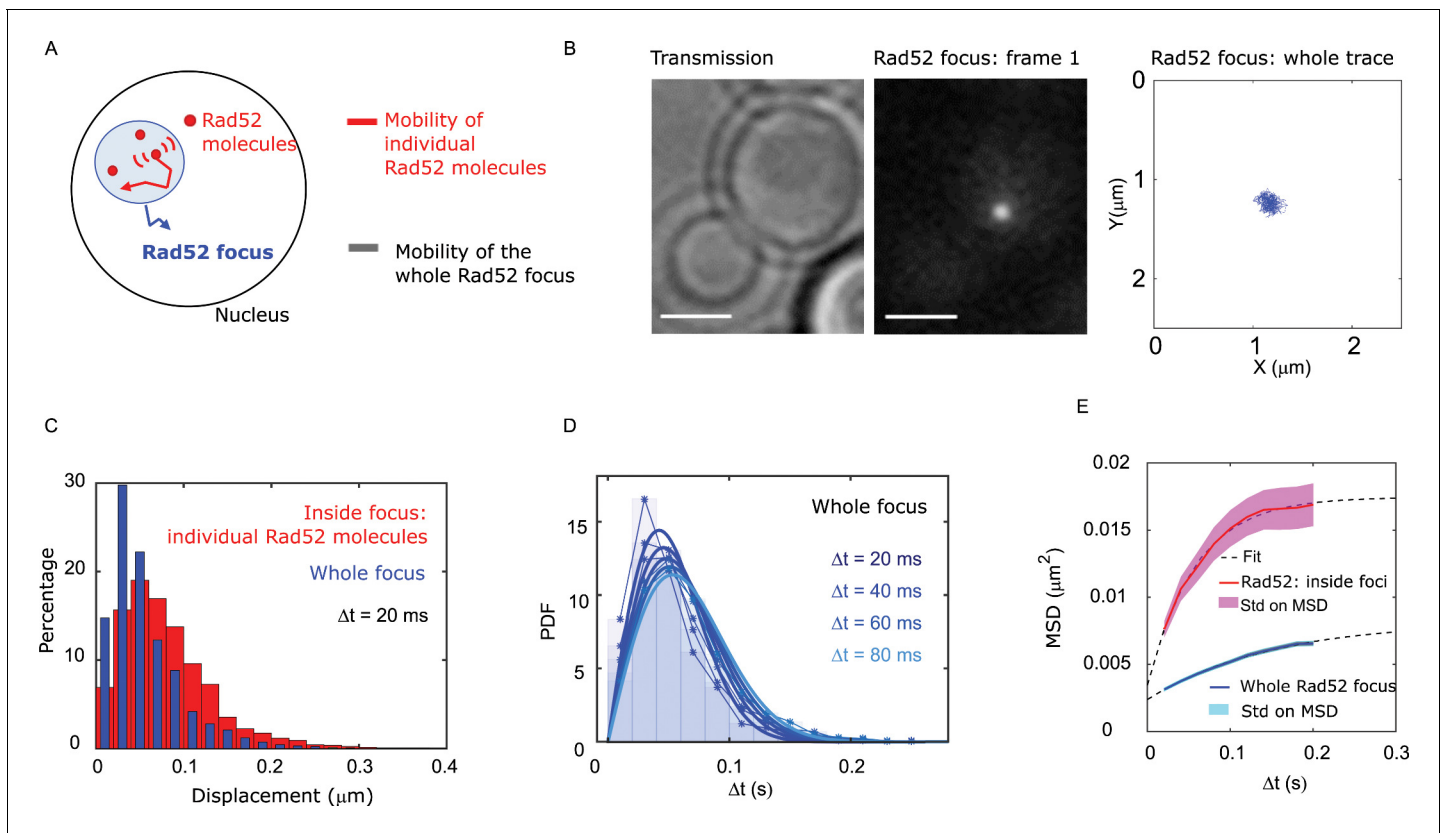 A
Rad52
molecules
Rad52 focus
Nucleus
Mobility of
individual
Rad52 molecules
Mobility of the
whole Rad52 focus
B
Transmission
Rad52 focus: frame 1
Rad52 focus: whole trace
0
1
2
Y(μm)
0
1
2
X (μm)
C
30
20
10
0
Percentage
Inside focus:
individual Rad52 molecules
Whole focus
Δt = 20 ms
0
0.1
0.2
0.3
0.4
Displacement (μm)
D
15
10
5
0
PDF
Whole focus
Δt = 20 ms
Δt = 40 ms
Δt = 60 ms
Δt = 80 ms
0
0.1
0.2
Δt (s)
E
0.02
0.015
0.01
0.005
0
MSD (μm²)
Fit
Rad52: inside foci
Std on MSD
Whole Rad52 focus
Std on MSD
0
0.1
0.2
0.3
Δt (s)